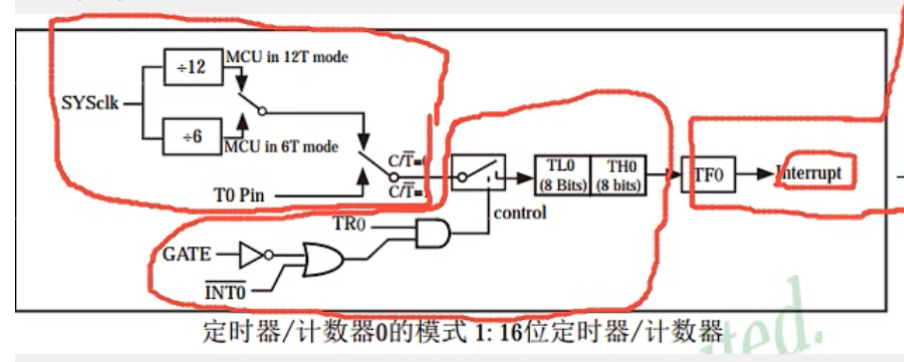 ÷12
MCU in 12T mode
SYSclk
÷6
MCU in 6T mode
C/T̅=
T0 Pin
C/T̅=
TL0
(8 Bits)
TH0
(8 bits)
TF0
Interrupt
control
TR0
GATE
I̅N̅T̅0̅
定时器/计数器0的模式 1: 16位定时器/计数器